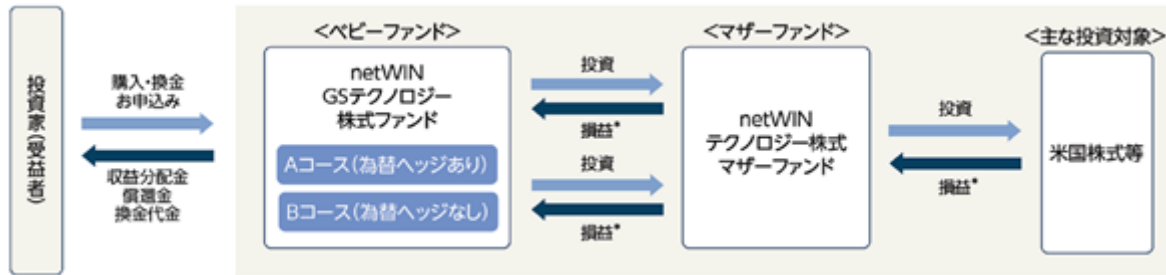 投資家(受益者)
購入・換金
お申込み
収益分配金
償還金
換金代金
<ベビーファンド>
netWIN
GSテクノロジー
株式ファンド
Aコース(為替ヘッジあり)
Bコース(為替ヘッジなし)
投資
損益*
投資
損益*
<マザーファンド>
netWIN
テクノロジー株式
マザーファンド
投資
損益*
<主な投資対象>
米国株式等